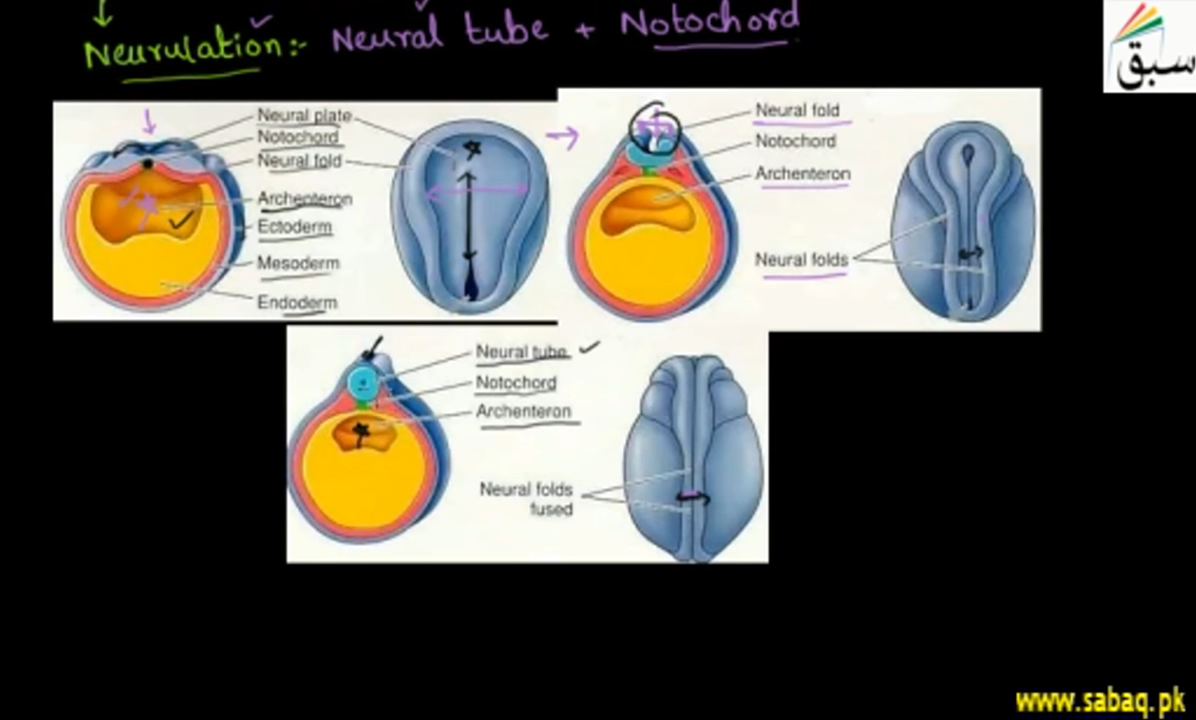 Neurulation:- Neural tube + Notochord
سبق
Neural plate
Notochord
Neural fold
Archenteron
Ectoderm
Mesoderm
Endoderm
Neural fold
Notochord
Archenteron
Neural folds
Neural tube
Notochord
Archenteron
Neural folds
fused
www.sabaq.pk